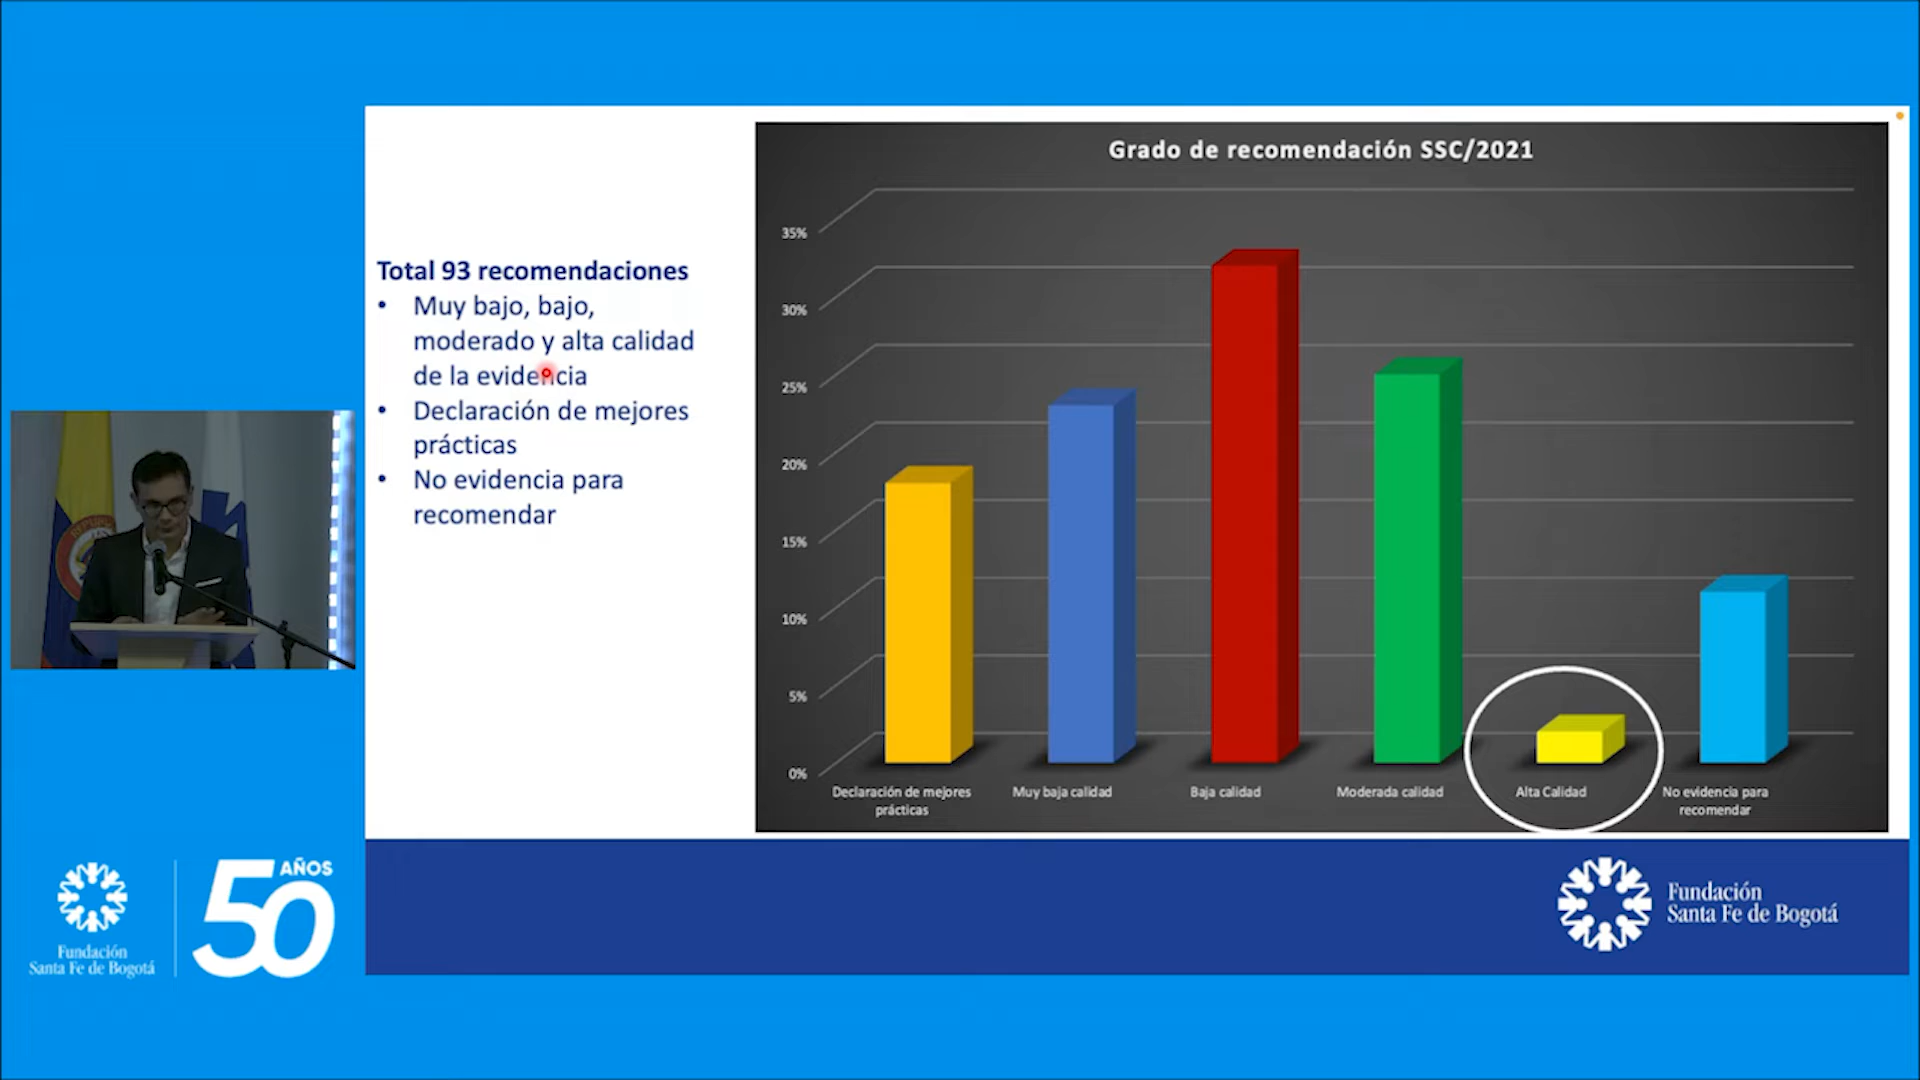 Grado de recomendación SSC/2021
Total 93 recomendaciones
• Muy bajo, bajo,
moderado y alta calidad
de la evidencia
• Declaración de mejores
prácticas
• No evidencia para
recomendar
35%
30%
25%
20%
15%
10%
5%
0%
Declaración de mejores
prácticas
Muy baja calidad
Baja calidad
Moderada calidad
Alta Calidad
No evidencia para
recomendar
Fundación
Santa Fe de Bogotá
50 AÑOS
Fundación
Santa Fe de Bogotá